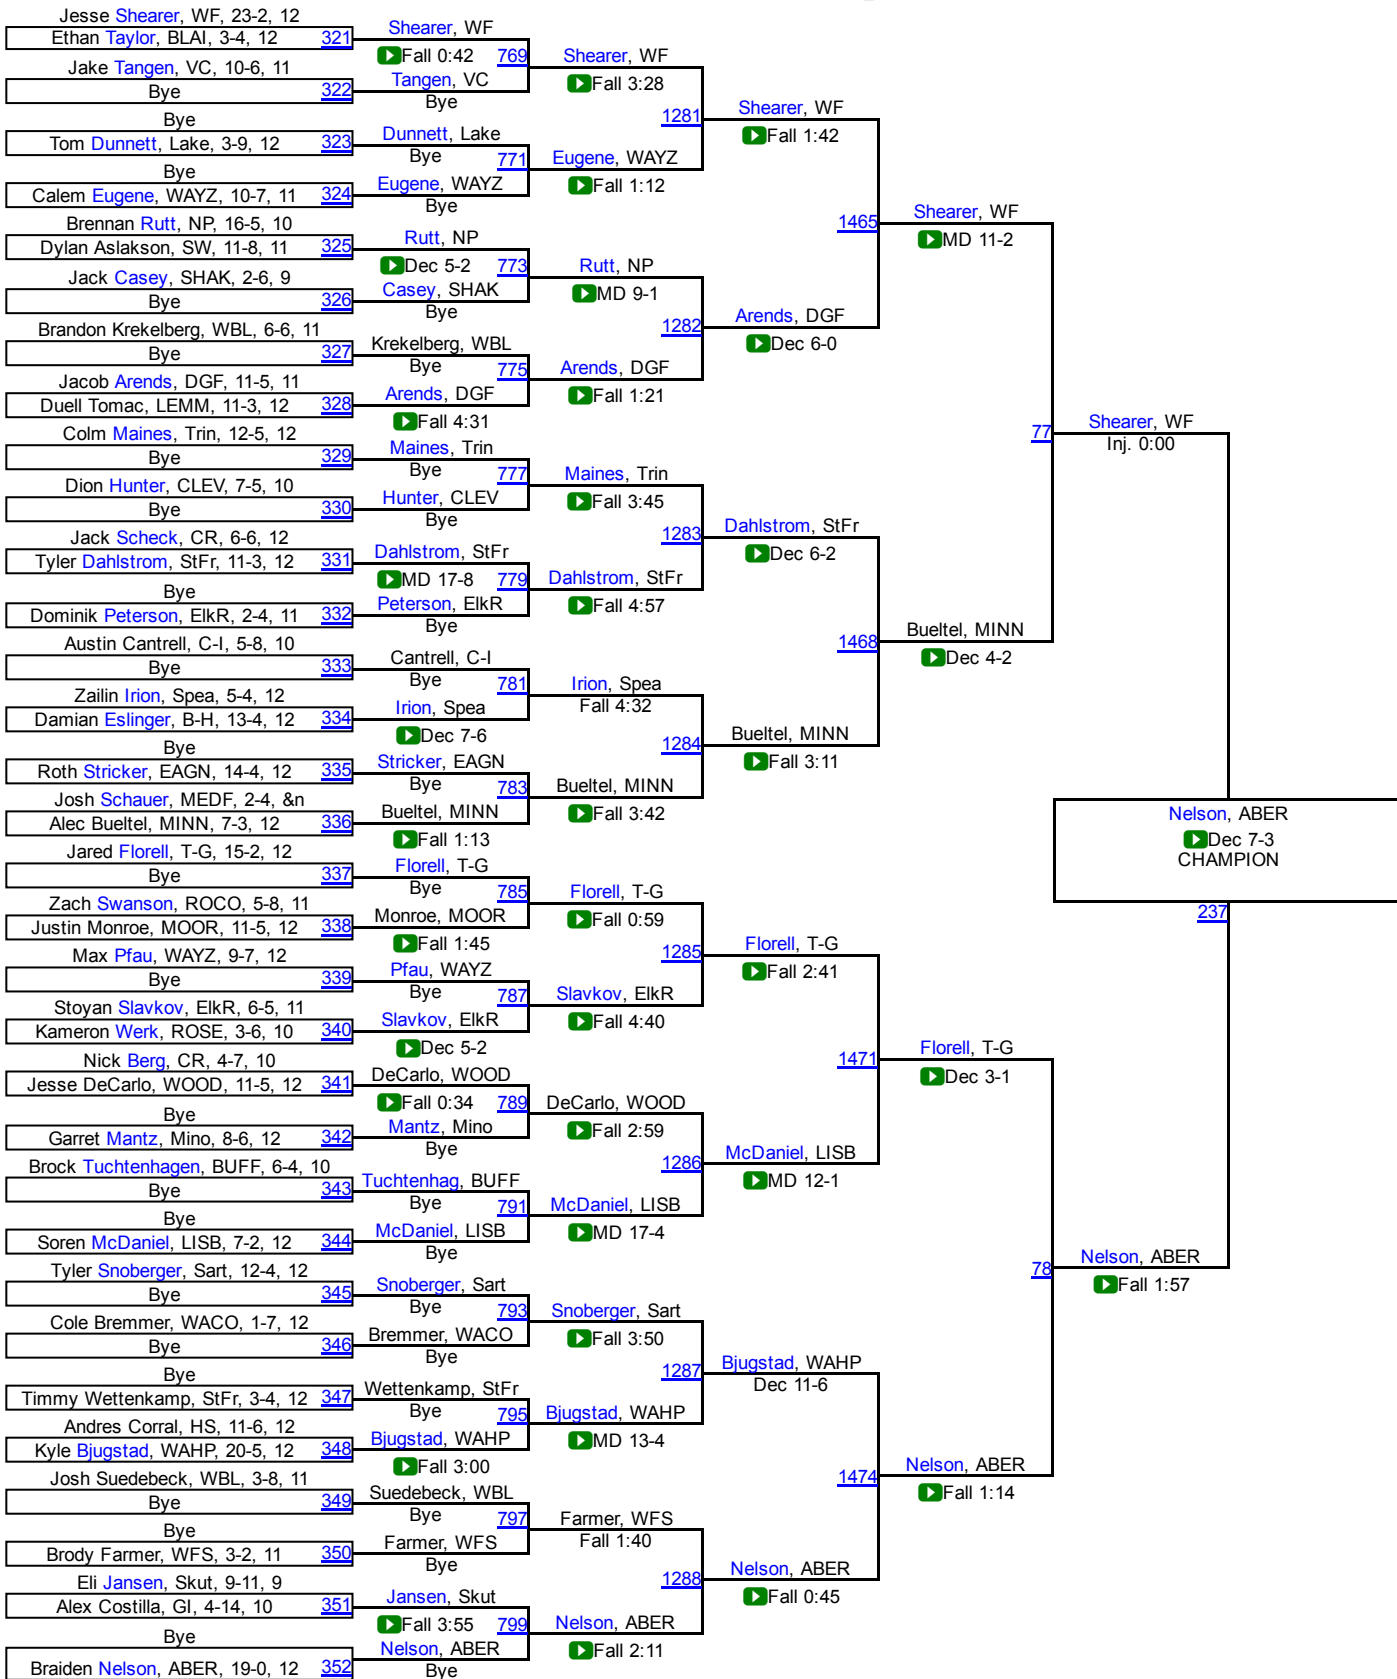 Jesse Shearer, WF, 23-2, 12
Ethan Taylor, BLAI, 3-4, 12 321
Jake Tangen, VC, 10-6, 11
Bye 322
Bye
Tom Dunnett, Lake, 3-9, 12 323
Bye
Calem Eugene, WAYZ, 10-7, 11 324
Brennan Rutt, NP, 16-5, 10
Dylan Aslakson, SW, 11-8, 11 325
Jack Casey, SHAK, 2-6, 9
Bye 326
Brandon Krekelberg, WBL, 6-6, 11
Bye 327
Jacob Arends, DGF, 11-5, 11
Duell Tomac, LEMM, 11-3, 12 328
Colm Maines, Trin, 12-5, 12
Bye 329
Dion Hunter, CLEV, 7-5, 10
Bye 330
Jack Scheck, CR, 6-6, 12
Tyler Dahlstrom, StFr, 11-3, 12 331
Bye
Dominik Peterson, ElkR, 2-4, 11 332
Austin Cantrell, C-I, 5-8, 10
Bye 333
Zailin Irion, Spea, 5-4, 12
Damian Eslinger, B-H, 13-4, 12 334
Bye
Roth Stricker, EAGN, 14-4, 12 335
Josh Schauer, MEDF, 2-4, &n
Alec Bueltel, MINN, 7-3, 12 336
Jared Florell, T-G, 15-2, 12
Bye 337
Zach Swanson, ROCO, 5-8, 11
Justin Monroe, MOOR, 11-5, 12 338
Max Pfau, WAYZ, 9-7, 12
Bye 339
Stoyan Slavkov, ElkR, 6-5, 11
Kameron Werk, ROSE, 3-6, 10 340
Nick Berg, CR, 4-7, 10
Jesse DeCarlo, WOOD, 11-5, 12 341
Bye
Garret Mantz, Mino, 8-6, 12 342
Brock Tuchtenhagen, BUFF, 6-4, 10
Bye 343
Bye
Soren McDaniel, LISB, 7-2, 12 344
Tyler Snoberger, Sart, 12-4, 12
Bye 345
Cole Bremmer, WACO, 1-7, 12
Bye 346
Bye
Timmy Wettenkamp, StFr, 3-4, 12 347
Andres Corral, HS, 11-6, 12
Kyle Bjugstad, WAHP, 20-5, 12 348
Josh Suedebeck, WBL, 3-8, 11
Bye 349
Bye
Brody Farmer, WFS, 3-2, 11 350
Eli Jansen, Skut, 9-11, 9
Alex Costilla, GI, 4-14, 10 351
Bye
Braiden Nelson, ABER, 19-0, 12 352
Shearer, WF
Fall 0:42 769
Tangen, VC
Bye
Dunnett, Lake
Bye 771
Eugene, WAYZ
Bye
Rutt, NP
Dec 5-2 773
Casey, SHAK
Bye
Krekelberg, WBL
Bye 775
Arends, DGF
Fall 4:31
Maines, Trin
Bye 777
Hunter, CLEV
Bye
Dahlstrom, StFr
MD 17-8 779
Peterson, ElkR
Bye
Cantrell, C-I
Bye 781
Irion, Spea
Dec 7-6
Stricker, EAGN
Bye 783
Bueltel, MINN
Fall 1:13
Florell, T-G
Bye 785
Monroe, MOOR
Fall 1:45
Pfau, WAYZ
Bye 787
Slavkov, ElkR
Dec 5-2
DeCarlo, WOOD
Fall 0:34 789
Mantz, Mino
Bye
Tuchtenhag, BUFF
Bye 791
McDaniel, LISB
Bye
Snoberger, Sart
Bye 793
Bremmer, WACO
Bye
Wettenkamp, StFr
Bye 795
Bjugstad, WAHP
Fall 3:00
Suedebeck, WBL
Bye 797
Farmer, WFS
Bye
Jansen, Skut
Fall 3:55 799
Nelson, ABER
Bye
Shearer, WF
Fall 3:28
1281
Eugene, WAYZ
Fall 1:12
Rutt, NP
MD 9-1
1282
Arends, DGF
Fall 1:21
Maines, Trin
Fall 3:45
1283
Dahlstrom, StFr
Fall 4:57
Irion, Spea
Fall 4:32
1284
Bueltel, MINN
Fall 3:42
Florell, T-G
Fall 0:59
1285
Slavkov, ElkR
Fall 4:40
DeCarlo, WOOD
Fall 2:59
1286
McDaniel, LISB
MD 17-4
Snoberger, Sart
Fall 3:50
1287
Bjugstad, WAHP
MD 13-4
Farmer, WFS
Fall 1:40
1288
Nelson, ABER
Fall 2:11
Shearer, WF
Fall 1:42
1465
Arends, DGF
Dec 6-0
Dahlstrom, StFr
Dec 6-2
1468
Bueltel, MINN
Fall 3:11
Florell, T-G
Fall 2:41
1471
McDaniel, LISB
MD 12-1
Bjugstad, WAHP
Dec 11-6
1474
Nelson, ABER
Fall 0:45
Shearer, WF
MD 11-2
77
Bueltel, MINN
Dec 4-2
Florell, T-G
Dec 3-1
78
Nelson, ABER
Fall 1:14
Shearer, WF
Inj. 0:00
Nelson, ABER
Fall 1:57
Nelson, ABER
Dec 7-3
CHAMPION
237